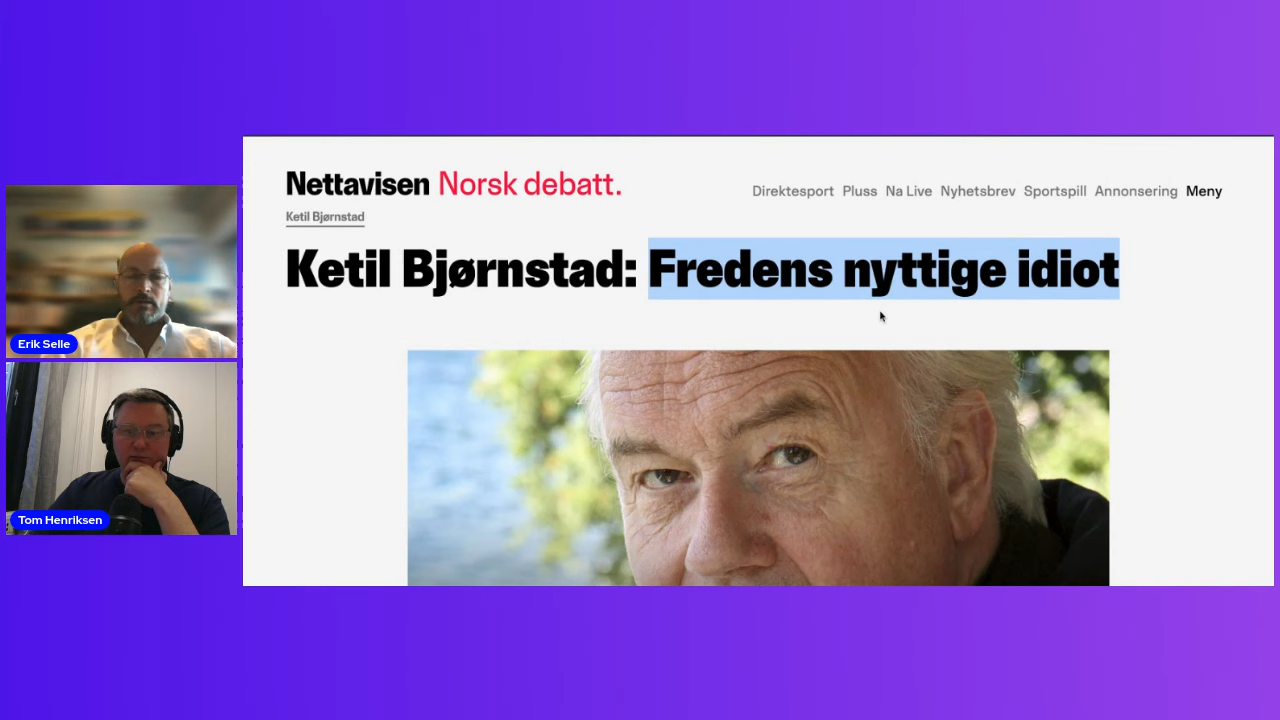 Nettavisen Norsk debatt.
Direktesport Pluss Na Live Nyhetsbrev Sportspill Annonsering Meny
Ketil Bjørnstad
Ketil Bjørnstad: Fredens nyttige idiot
Erik Selle
Tom Henriksen